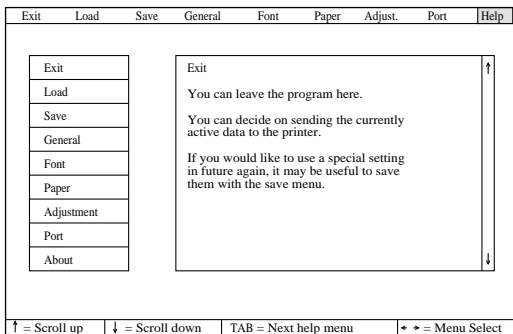 Exit Load Save General Font Paper Adjust. Port Help
Exit
Load
Save
General
Font
Paper
Adjustment
Port
About
Exit ↑
You can leave the program here.
You can decide on sending the currently
active data to the printer.
If you would like to use a special setting
in future again, it may be useful to save
them with the save menu.
↓
↑ = Scroll up ↓ = Scroll down TAB = Next help menu ← → = Menu Select